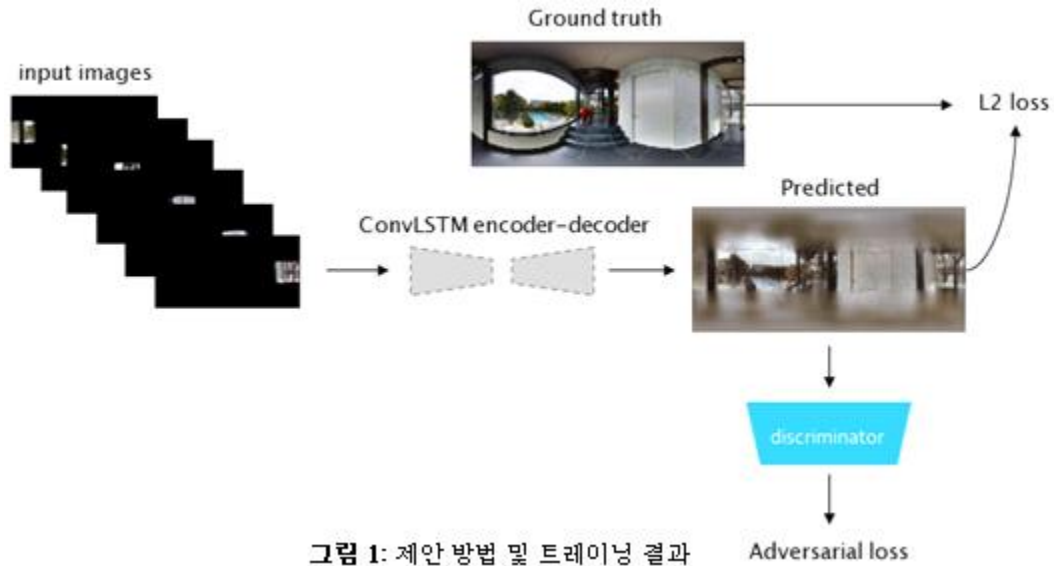 Ground truth
input images
L2 loss
Predicted
ConvLSTM encoder-decoder
discriminator
그림 1: 제안 방법 및 트레이닝 결과
Adversarial loss